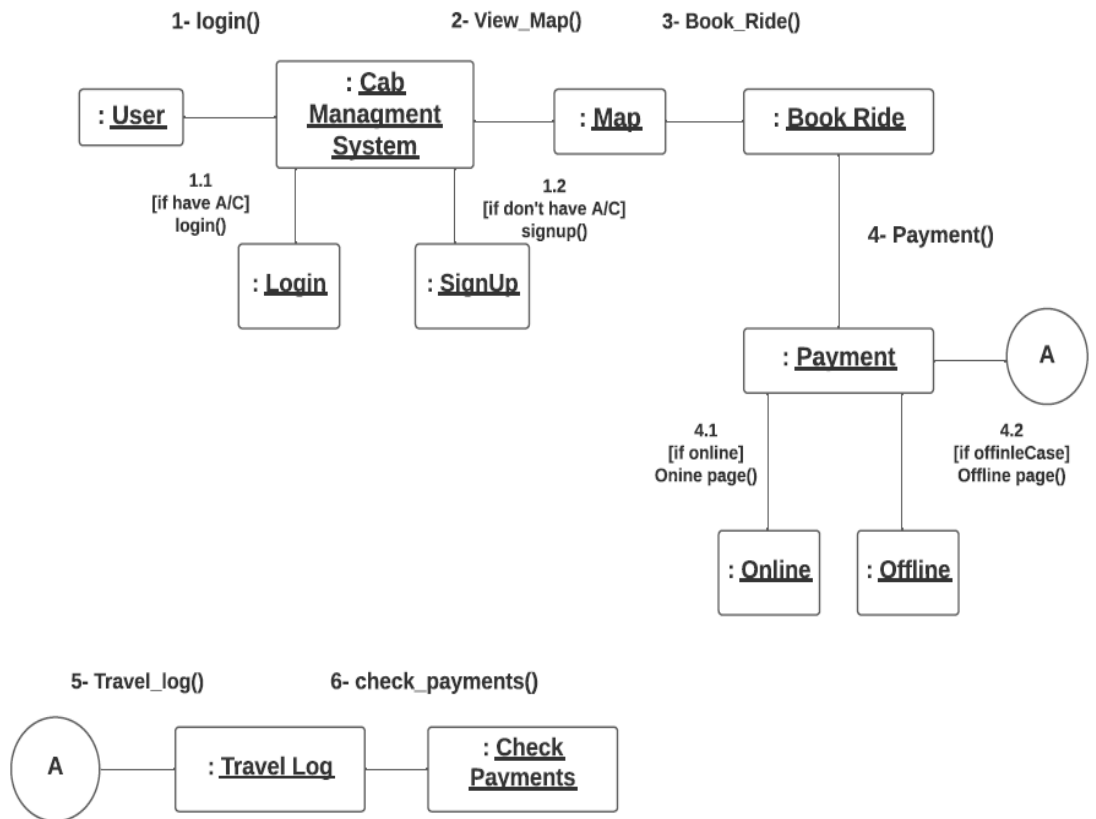 1- login()
2- View_Map()
3- Book_Ride()
: User
: Cab
Managment
System
: Map
: Book Ride
1.1
[if have A/C]
login()
1.2
[if don't have A/C]
signup()
4- Payment()
: Login
: SignUp
: Payment
A
4.1
[if online]
Onine page()
4.2
[if offinleCase]
Offline page()
: Online
: Offline
5- Travel_log()
6- check_payments()
A
: Travel Log
: Check
Payments